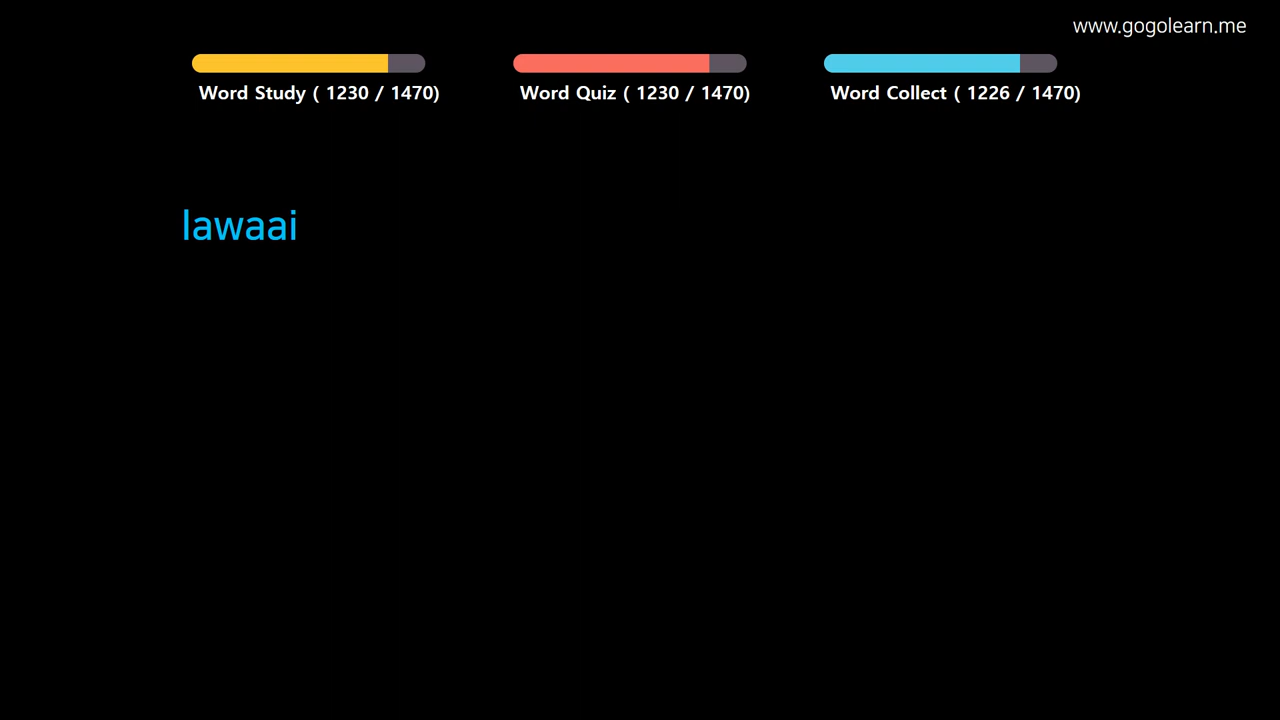 www.gogolearn.me
Word Study ( 1230 / 1470)
Word Quiz ( 1230 / 1470)
Word Collect ( 1226 / 1470)
lawaai